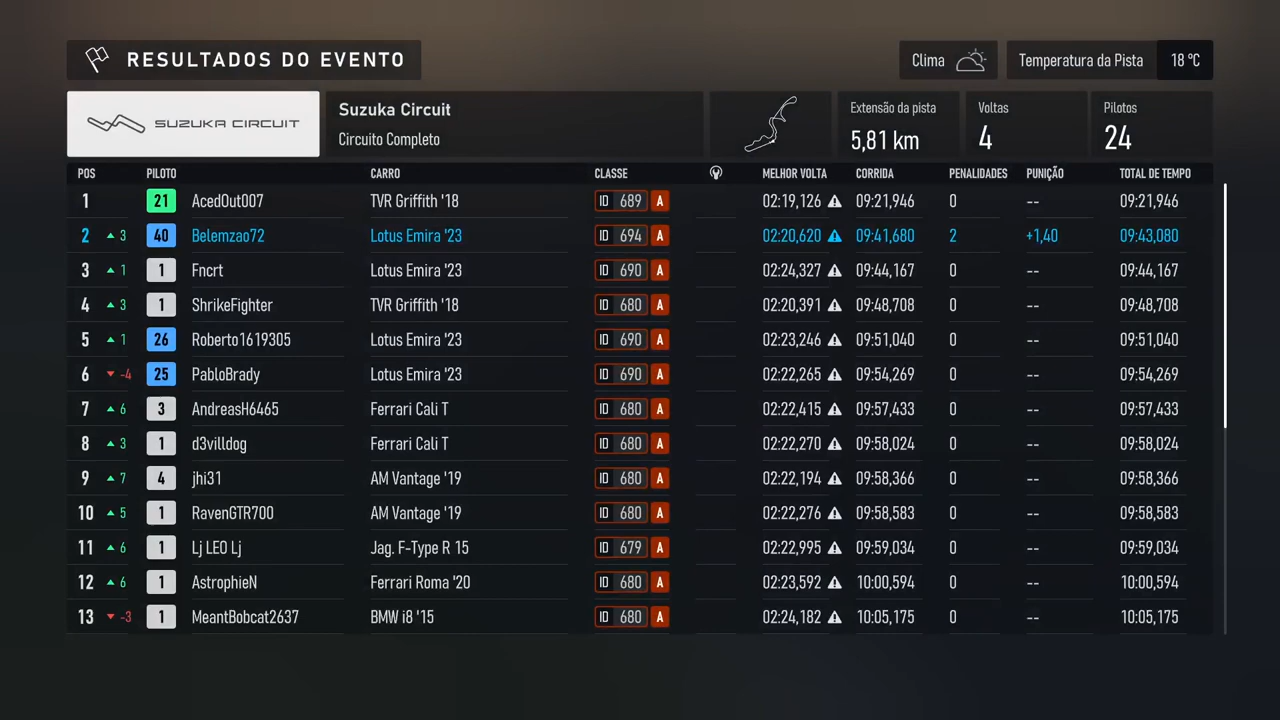 RESULTADOS DO EVENTO
Clima
Temperatura da Pista 18 ºC
SUZUKA CIRCUIT
Suzuka Circuit
Circuito Completo
Extensão da pista
5,81 km
Voltas
4
Pilotos
24
POS PILOTO CARRO CLASSE MELHOR VOLTA CORRIDA PENALIDADES PUNIÇÃO TOTAL DE TEMPO
1 21 AcedOut007 TVR Griffith '18 ID 689 A 02:19,126 09:21,946 0 -- 09:21,946
2 3 40 Belemzao72 Lotus Emira '23 ID 694 A 02:20,620 09:41,680 2 +1,40 09:43,080
3 1 1 Fncrt Lotus Emira '23 ID 690 A 02:24,327 09:44,167 0 -- 09:44,167
4 3 1 ShrikeFighter TVR Griffith '18 ID 680 A 02:20,391 09:48,708 0 -- 09:48,708
5 1 26 Roberto1619305 Lotus Emira '23 ID 690 A 02:23,246 09:51,040 0 -- 09:51,040
6 -4 25 PabloBrady Lotus Emira '23 ID 690 A 02:22,265 09:54,269 0 -- 09:54,269
7 6 3 AndreasH6465 Ferrari Cali T ID 680 A 02:22,415 09:57,433 0 -- 09:57,433
8 3 1 d3villdog Ferrari Cali T ID 680 A 02:22,270 09:58,024 0 -- 09:58,024
9 7 4 jhi31 AM Vantage '19 ID 680 A 02:22,194 09:58,366 0 -- 09:58,366
10 5 1 RavenGTR700 AM Vantage '19 ID 680 A 02:22,276 09:58,583 0 -- 09:58,583
11 6 1 Lj LEO Lj Jag. F-Type R 15 ID 679 A 02:22,995 09:59,034 0 -- 09:59,034
12 6 1 AstrophieN Ferrari Roma '20 ID 680 A 02:23,592 10:00,594 0 -- 10:00,594
13 -3 1 MeantBobcat2637 BMW i8 '15 ID 680 A 02:24,182 10:05,175 0 -- 10:05,175